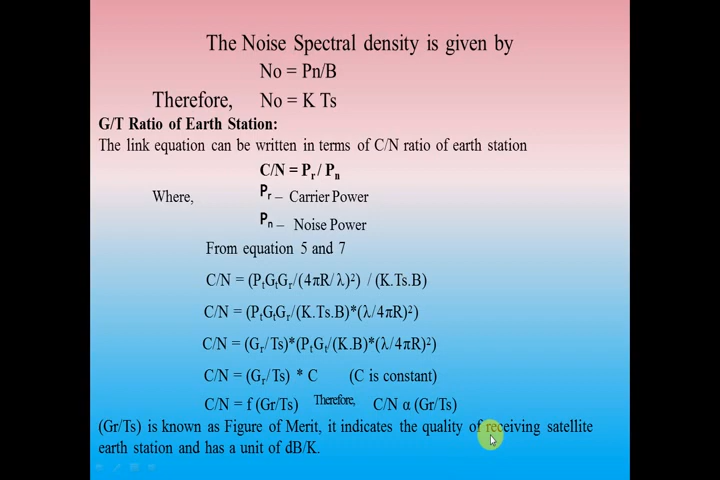 The Noise Spectral density is given by
No = Pn/B
Therefore, No = K Ts
G/T Ratio of Earth Station:
The link equation can be written in terms of C/N ratio of earth station
C/N = Pr / Pn
Where, Pr – Carrier Power
Pn – Noise Power
From equation 5 and 7
C/N = (PtGtGr/(4πR/λ)²) / (K.Ts.B)
C/N = (PtGtGr/(K.Ts.B)*(λ/4πR)²)
C/N = (Gr/Ts)*(PtGt/(K.B)*(λ/4πR)²)
C/N = (Gr/Ts) * C (C is constant)
C/N = f (Gr/Ts) Therefore, C/N α (Gr/Ts)
(Gr/Ts) is known as Figure of Merit, it indicates the quality of receiving satellite
earth station and has a unit of dB/K.